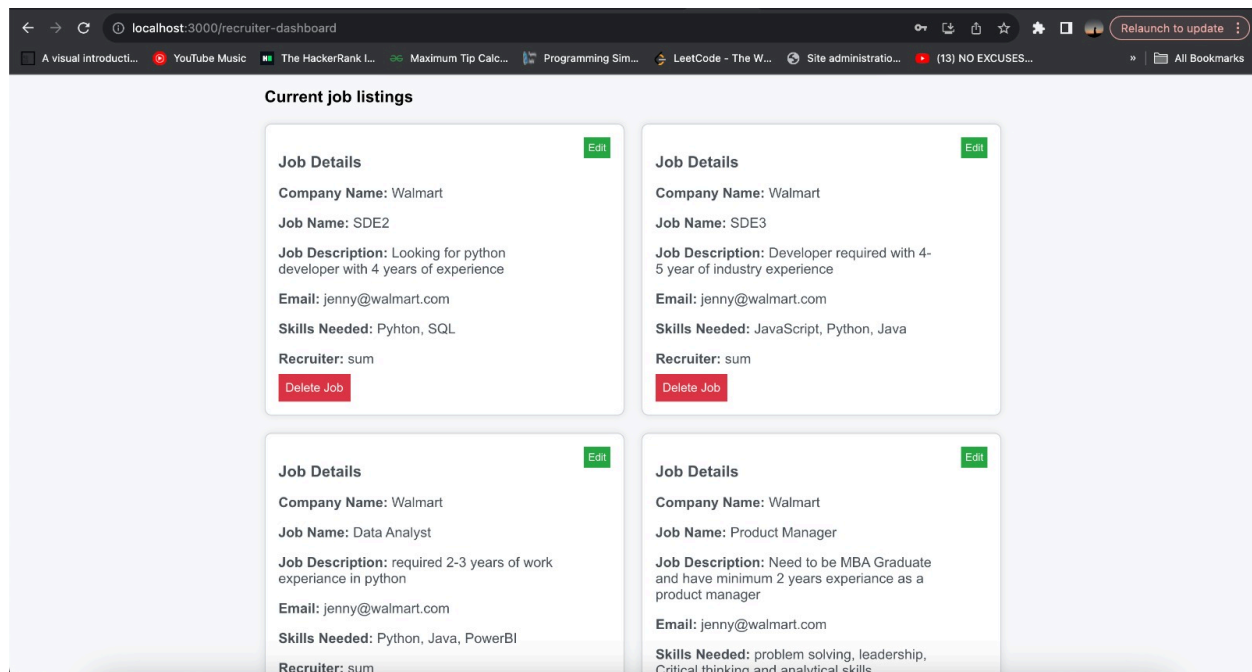 localhost:3000/recruiter-dashboard
Relaunch to update
A visual introducti...
YouTube Music
The HackerRank I...
Maximum Tip Calc...
Programming Sim...
LeetCode - The W...
Site administratio...
(13) NO EXCUSES...
»
All Bookmarks
Current job listings
Edit
Job Details
Company Name: Walmart
Job Name: SDE2
Job Description: Looking for python
developer with 4 years of experience
Email: jenny@walmart.com
Skills Needed: Pyhton, SQL
Recruiter: sum
Delete Job
Edit
Job Details
Company Name: Walmart
Job Name: SDE3
Job Description: Developer required with 4-
5 year of industry experience
Email: jenny@walmart.com
Skills Needed: JavaScript, Python, Java
Recruiter: sum
Delete Job
Edit
Job Details
Company Name: Walmart
Job Name: Data Analyst
Job Description: required 2-3 years of work
experiance in python
Email: jenny@walmart.com
Skills Needed: Python, Java, PowerBI
Recruiter: sum
Edit
Job Details
Company Name: Walmart
Job Name: Product Manager
Job Description: Need to be MBA Graduate
and have minimum 2 years experiance as a
product manager
Email: jenny@walmart.com
Skills Needed: problem solving, leadership,
Critical thinking and analytical skills